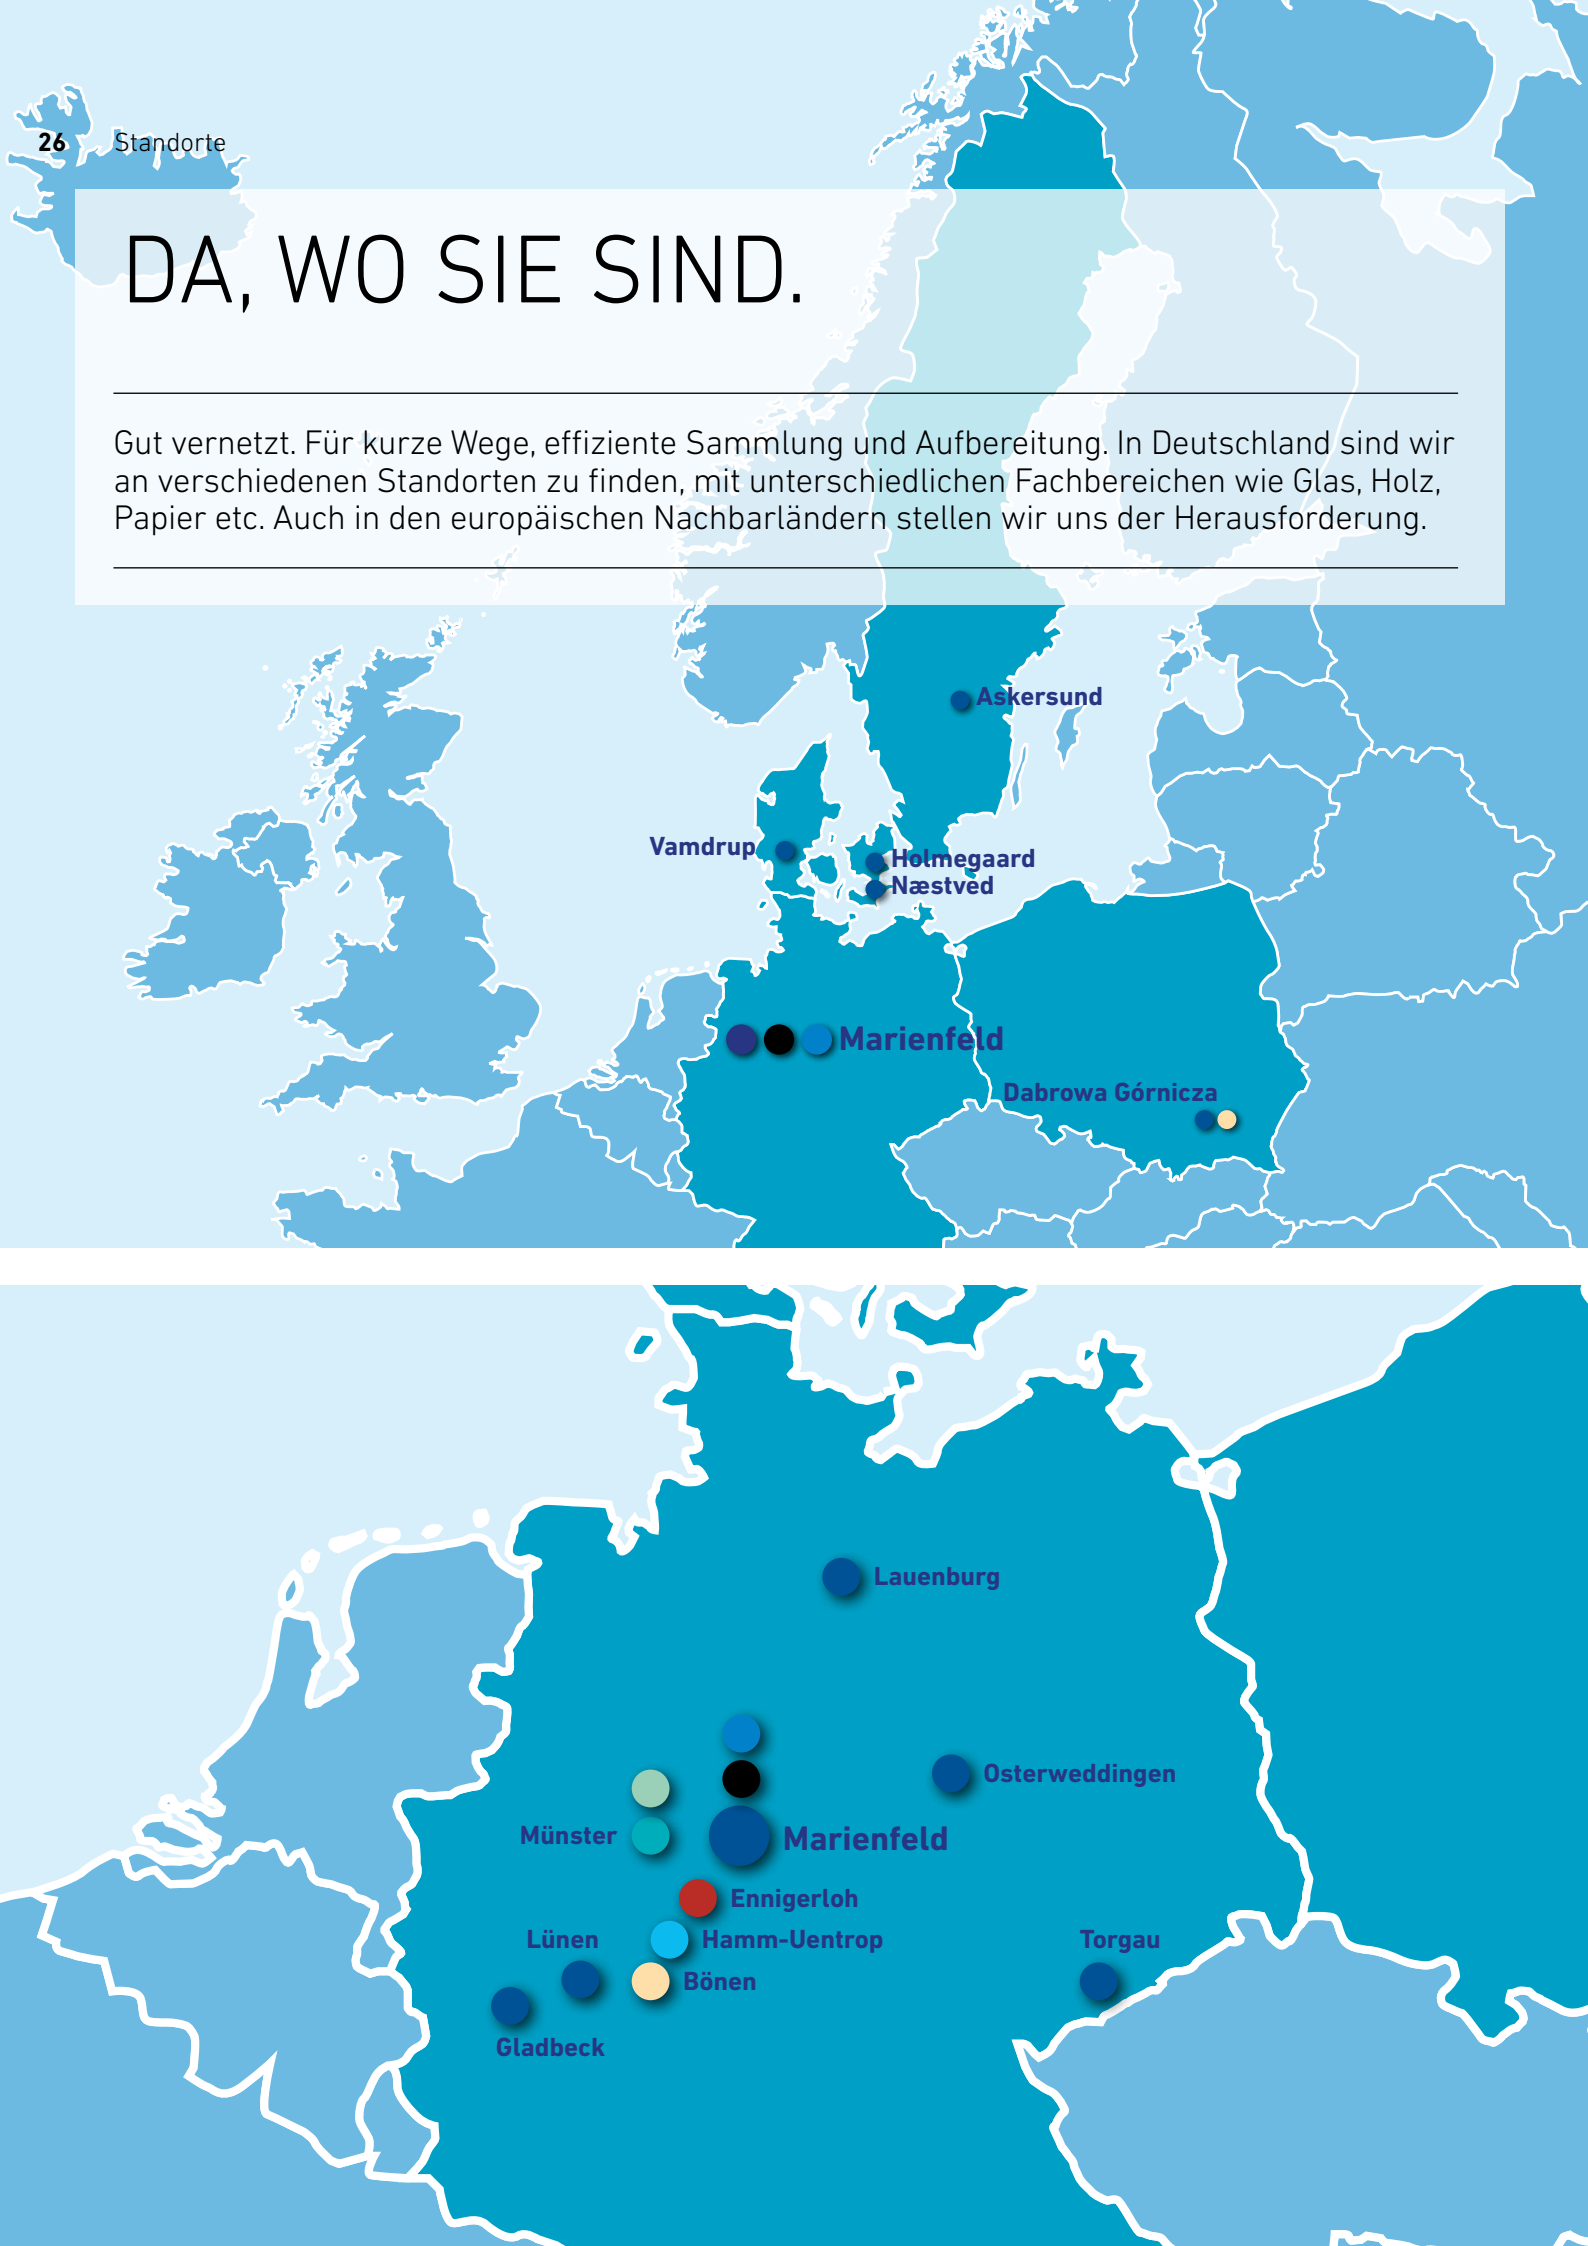 26 Standorte
DA, WO SIE SIND.
Gut vernetzt. Für kurze Wege, effiziente Sammlung und Aufbereitung. In Deutschland sind wir
an verschiedenen Standorten zu finden, mit unterschiedlichen Fachbereichen wie Glas, Holz,
Papier etc. Auch in den europäischen Nachbarländern stellen wir uns der Herausforderung.
Askersund
Vamdrup
Holmegaard
Næstved
Marienfeld
Dabrowa Górnicza
Lauenburg
Osterweddingen
Münster
Marienfeld
Ennigerloh
Lünen
Hamm-Uentrop
Torgau
Bönen
Gladbeck